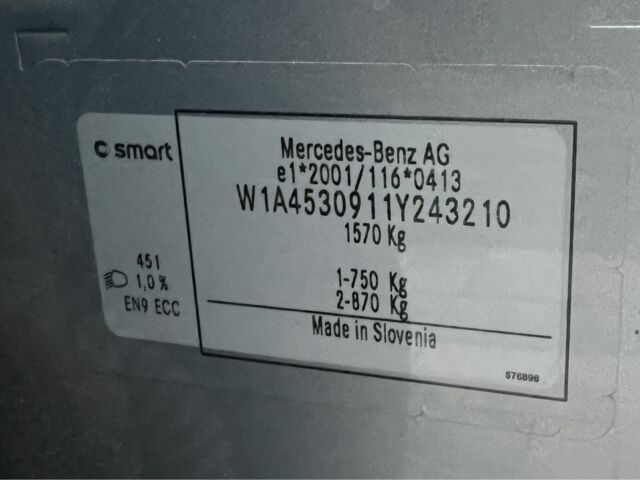 smart
451
1,0%
EN9 ECC
Mercedes-Benz AG
e1*2001/116*0413
W1A4530911Y243210
1570 Kg
1-750 Kg
2-870 Kg
Made in Slovenia
576896